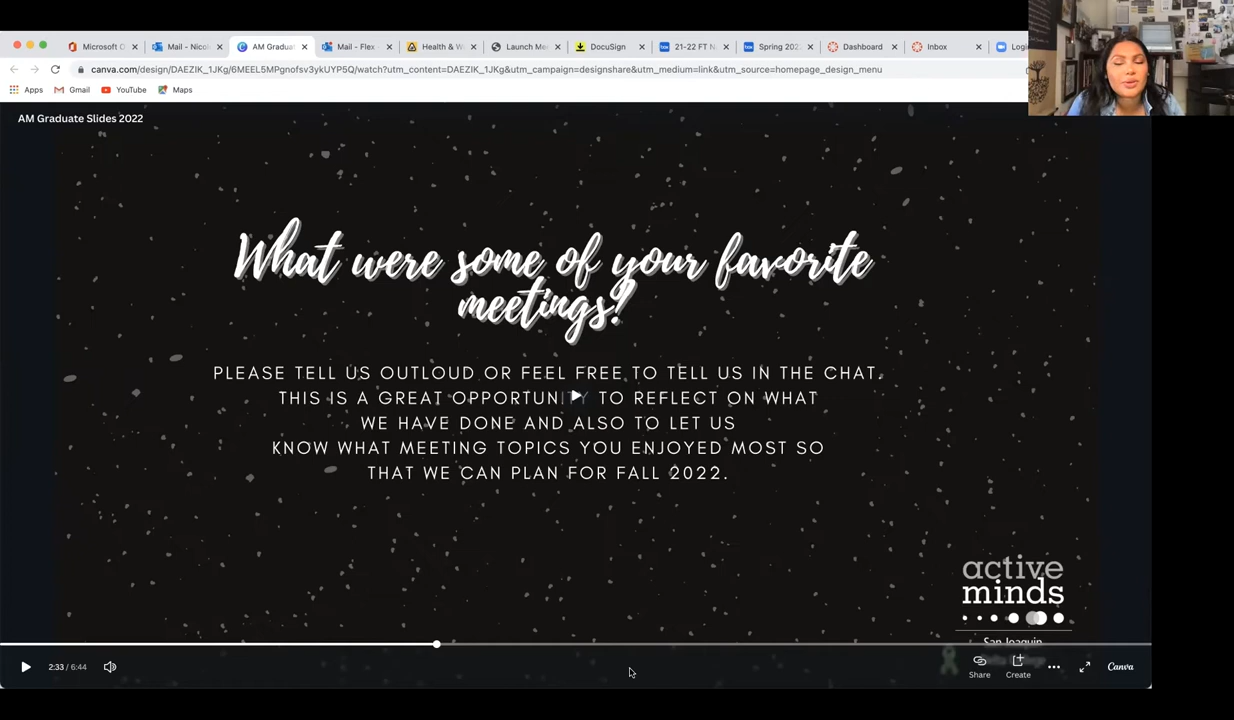 Microsoft O
Mail - Nicol
AM Graduat
Mail - Flex -
Health & W
Launch Me
DocuSign
21-22 FT N
Spring 202
Dashboard
Inbox
Login
canva.com/design/DAEZIK_1JKg/6MEEL5MPgnofsv3ykUYP5Q/watch?utm_content=DAEZIK_1JKg&utm_campaign=designshare&utm_medium=link&utm_source=homepage_design_menu
Apps
Gmail
YouTube
Maps
AM Graduate Slides 2022
What were some of your favorite
meetings?
PLEASE TELL US OUTLOUD OR FEEL FREE TO TELL US IN THE CHAT.
THIS IS A GREAT OPPORTUNITY TO REFLECT ON WHAT
WE HAVE DONE AND ALSO TO LET US
KNOW WHAT MEETING TOPICS YOU ENJOYED MOST SO
THAT WE CAN PLAN FOR FALL 2022.
active
minds
San Joaquin
2:33 / 6:44
Share
Create
Canva